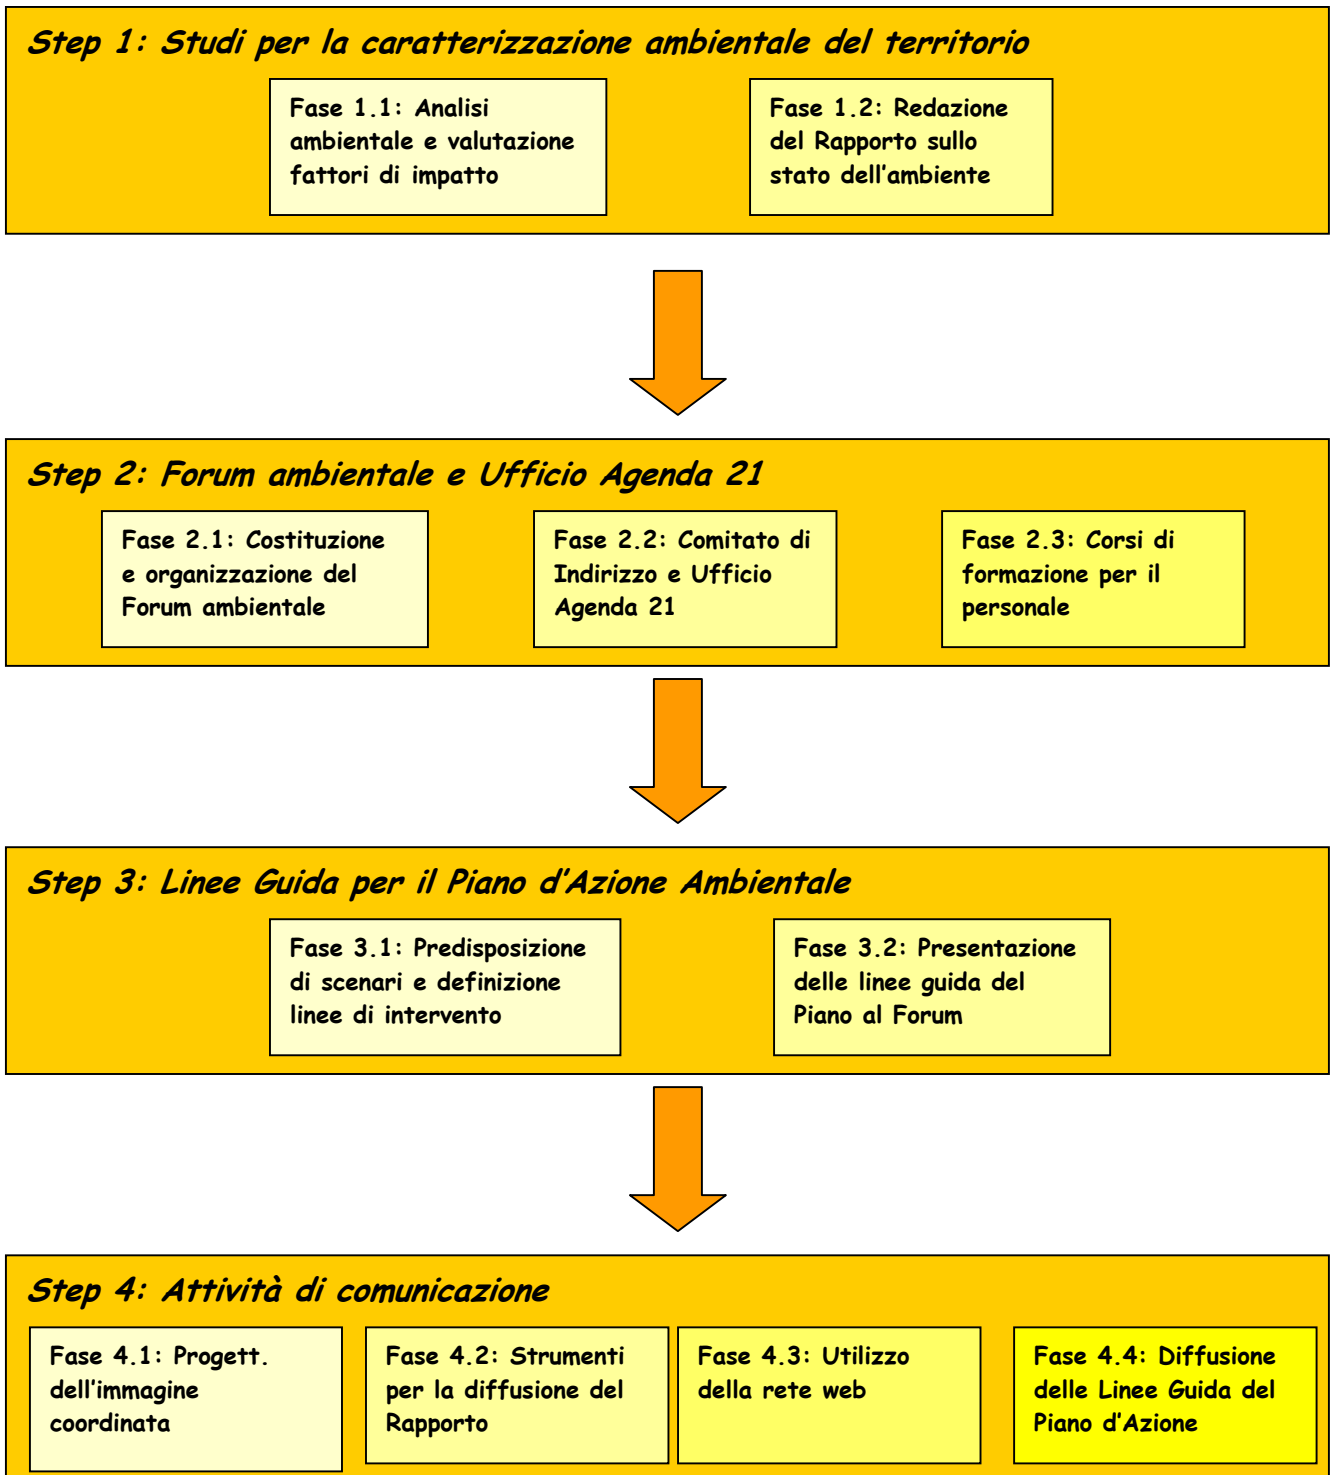 Step 1: Studi per la caratterizzazione ambientale del territorio
Fase 1.1: Analisi
ambientale e valutazione
fattori di impatto
Fase 1.2: Redazione
del Rapporto sullo
stato dell'ambiente
Step 2: Forum ambientale e Ufficio Agenda 21
Fase 2.1: Costituzione
e organizzazione del
Forum ambientale
Fase 2.2: Comitato di
Indirizzo e Ufficio
Agenda 21
Fase 2.3: Corsi di
formazione per il
personale
Step 3: Linee Guida per il Piano d'Azione Ambientale
Fase 3.1: Predisposizione
di scenari e definizione
linee di intervento
Fase 3.2: Presentazione
delle linee guida del
Piano al Forum
Step 4: Attività di comunicazione
Fase 4.1: Progett.
dell'immagine
coordinata
Fase 4.2: Strumenti
per la diffusione del
Rapporto
Fase 4.3: Utilizzo
della rete web
Fase 4.4: Diffusione
delle Linee Guida del
Piano d'Azione